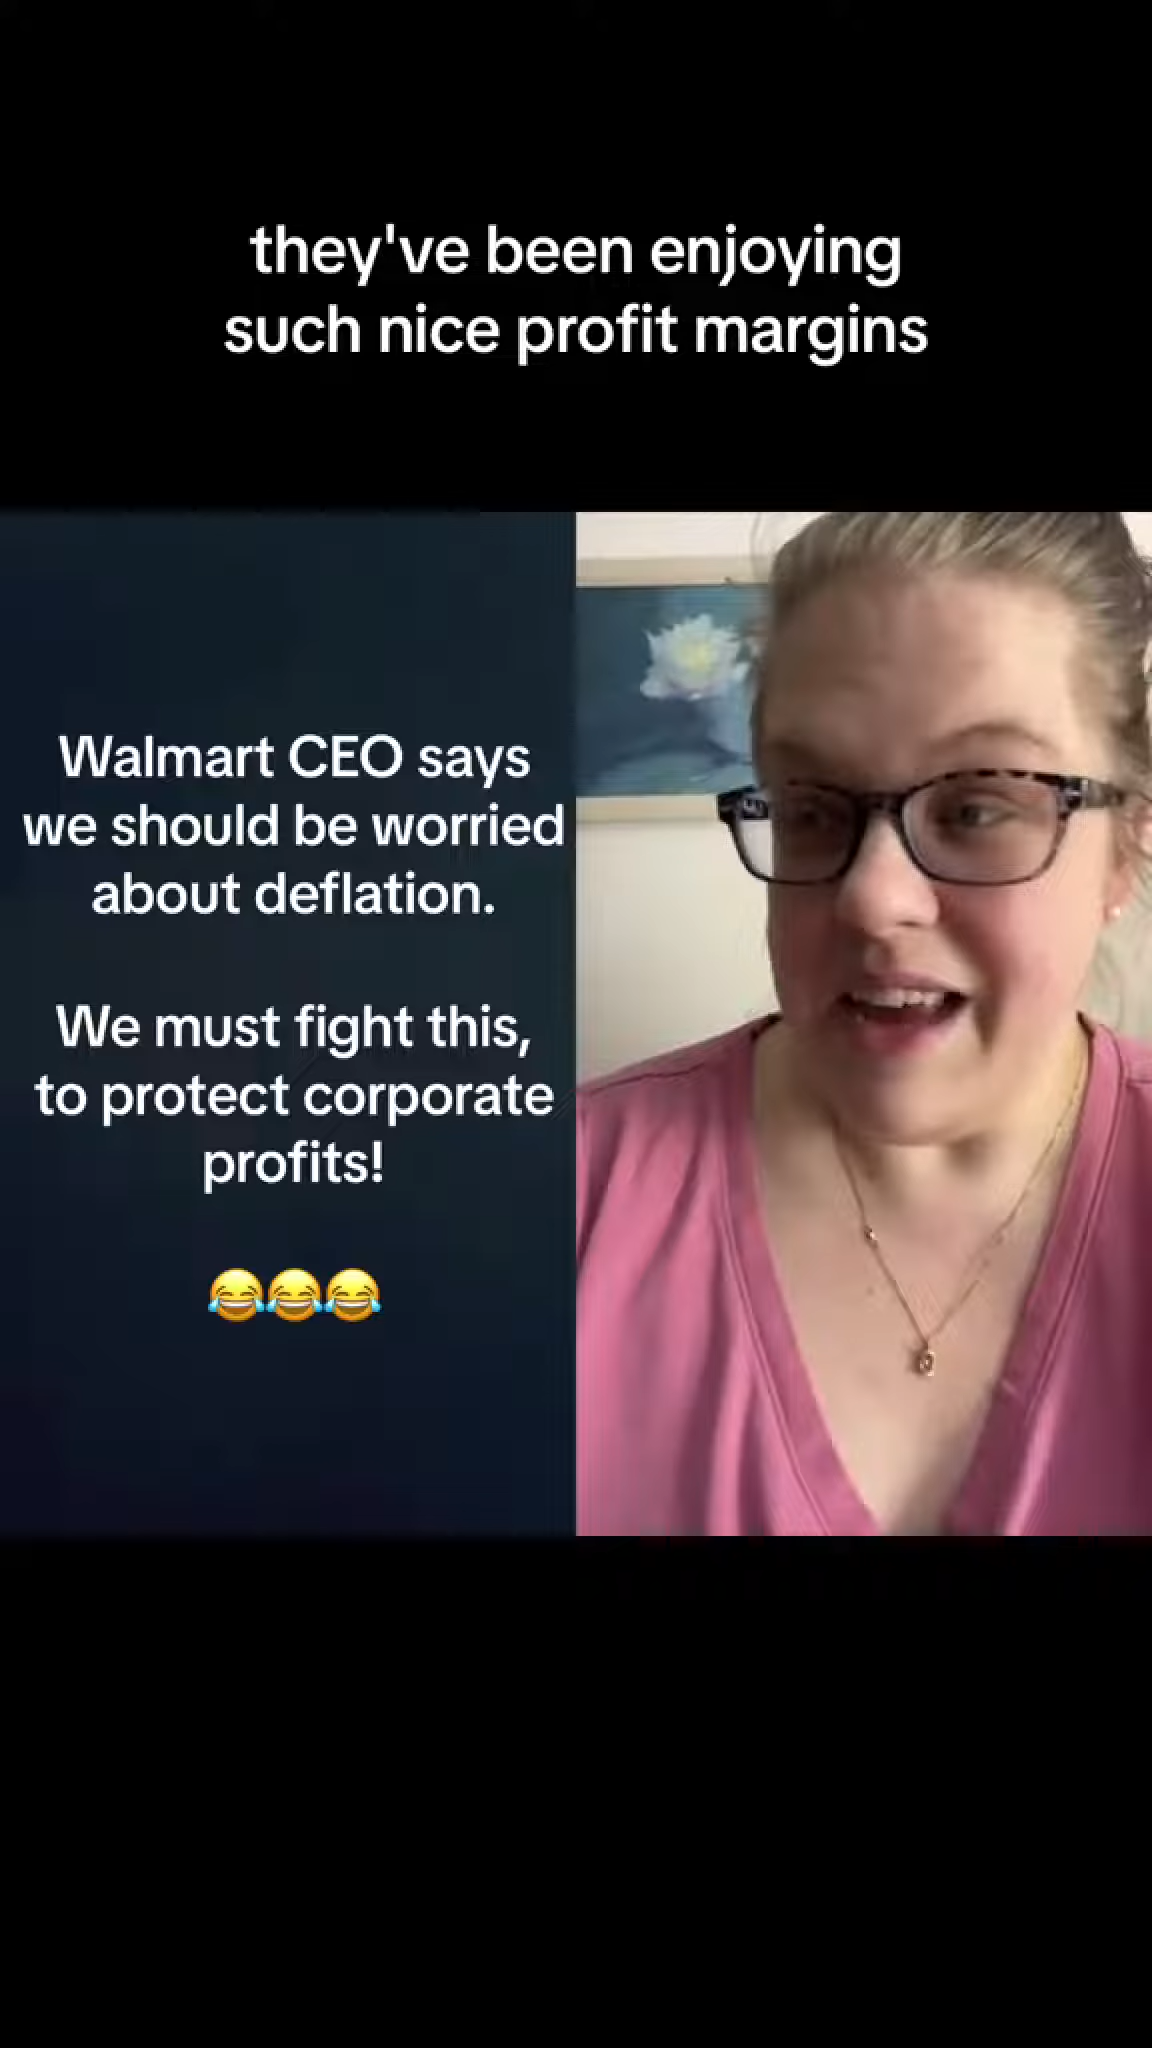 they've been enjoying
such nice profit margins
Walmart CEO says
we should be worried
about deflation.
We must fight this,
to protect corporate
profits!
😂😂😂